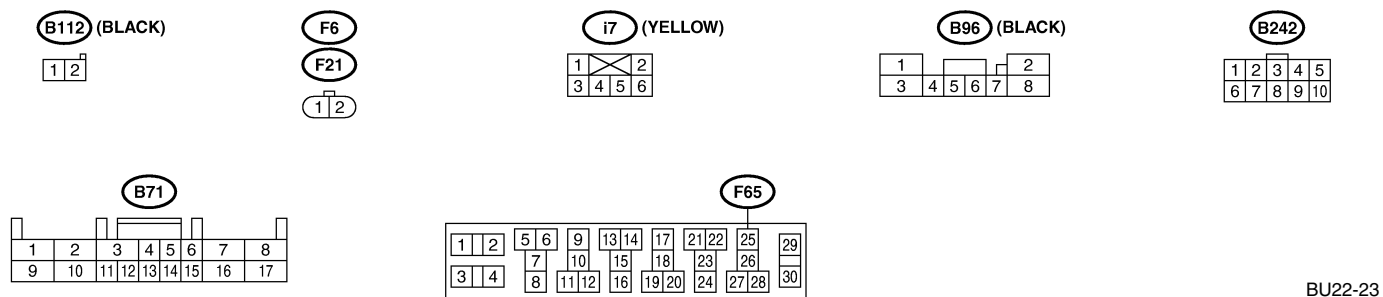 B112 (BLACK)
1 2
F6
F21
1 2
i7 (YELLOW)
1 2
3 4 5 6
B96 (BLACK)
1 2
3 4 5 6 7 8
B242
1 2 3 4 5
6 7 8 9 10
B71
1 2 3 4 5 6 7 8
9 10 11 12 13 14 15 16 17
F65
1 2 5 6 9 13 14 17 21 22 25 29
7 10 15 18 23 26
3 4 8 11 12 16 19 20 24 27 28 30
BU22-23